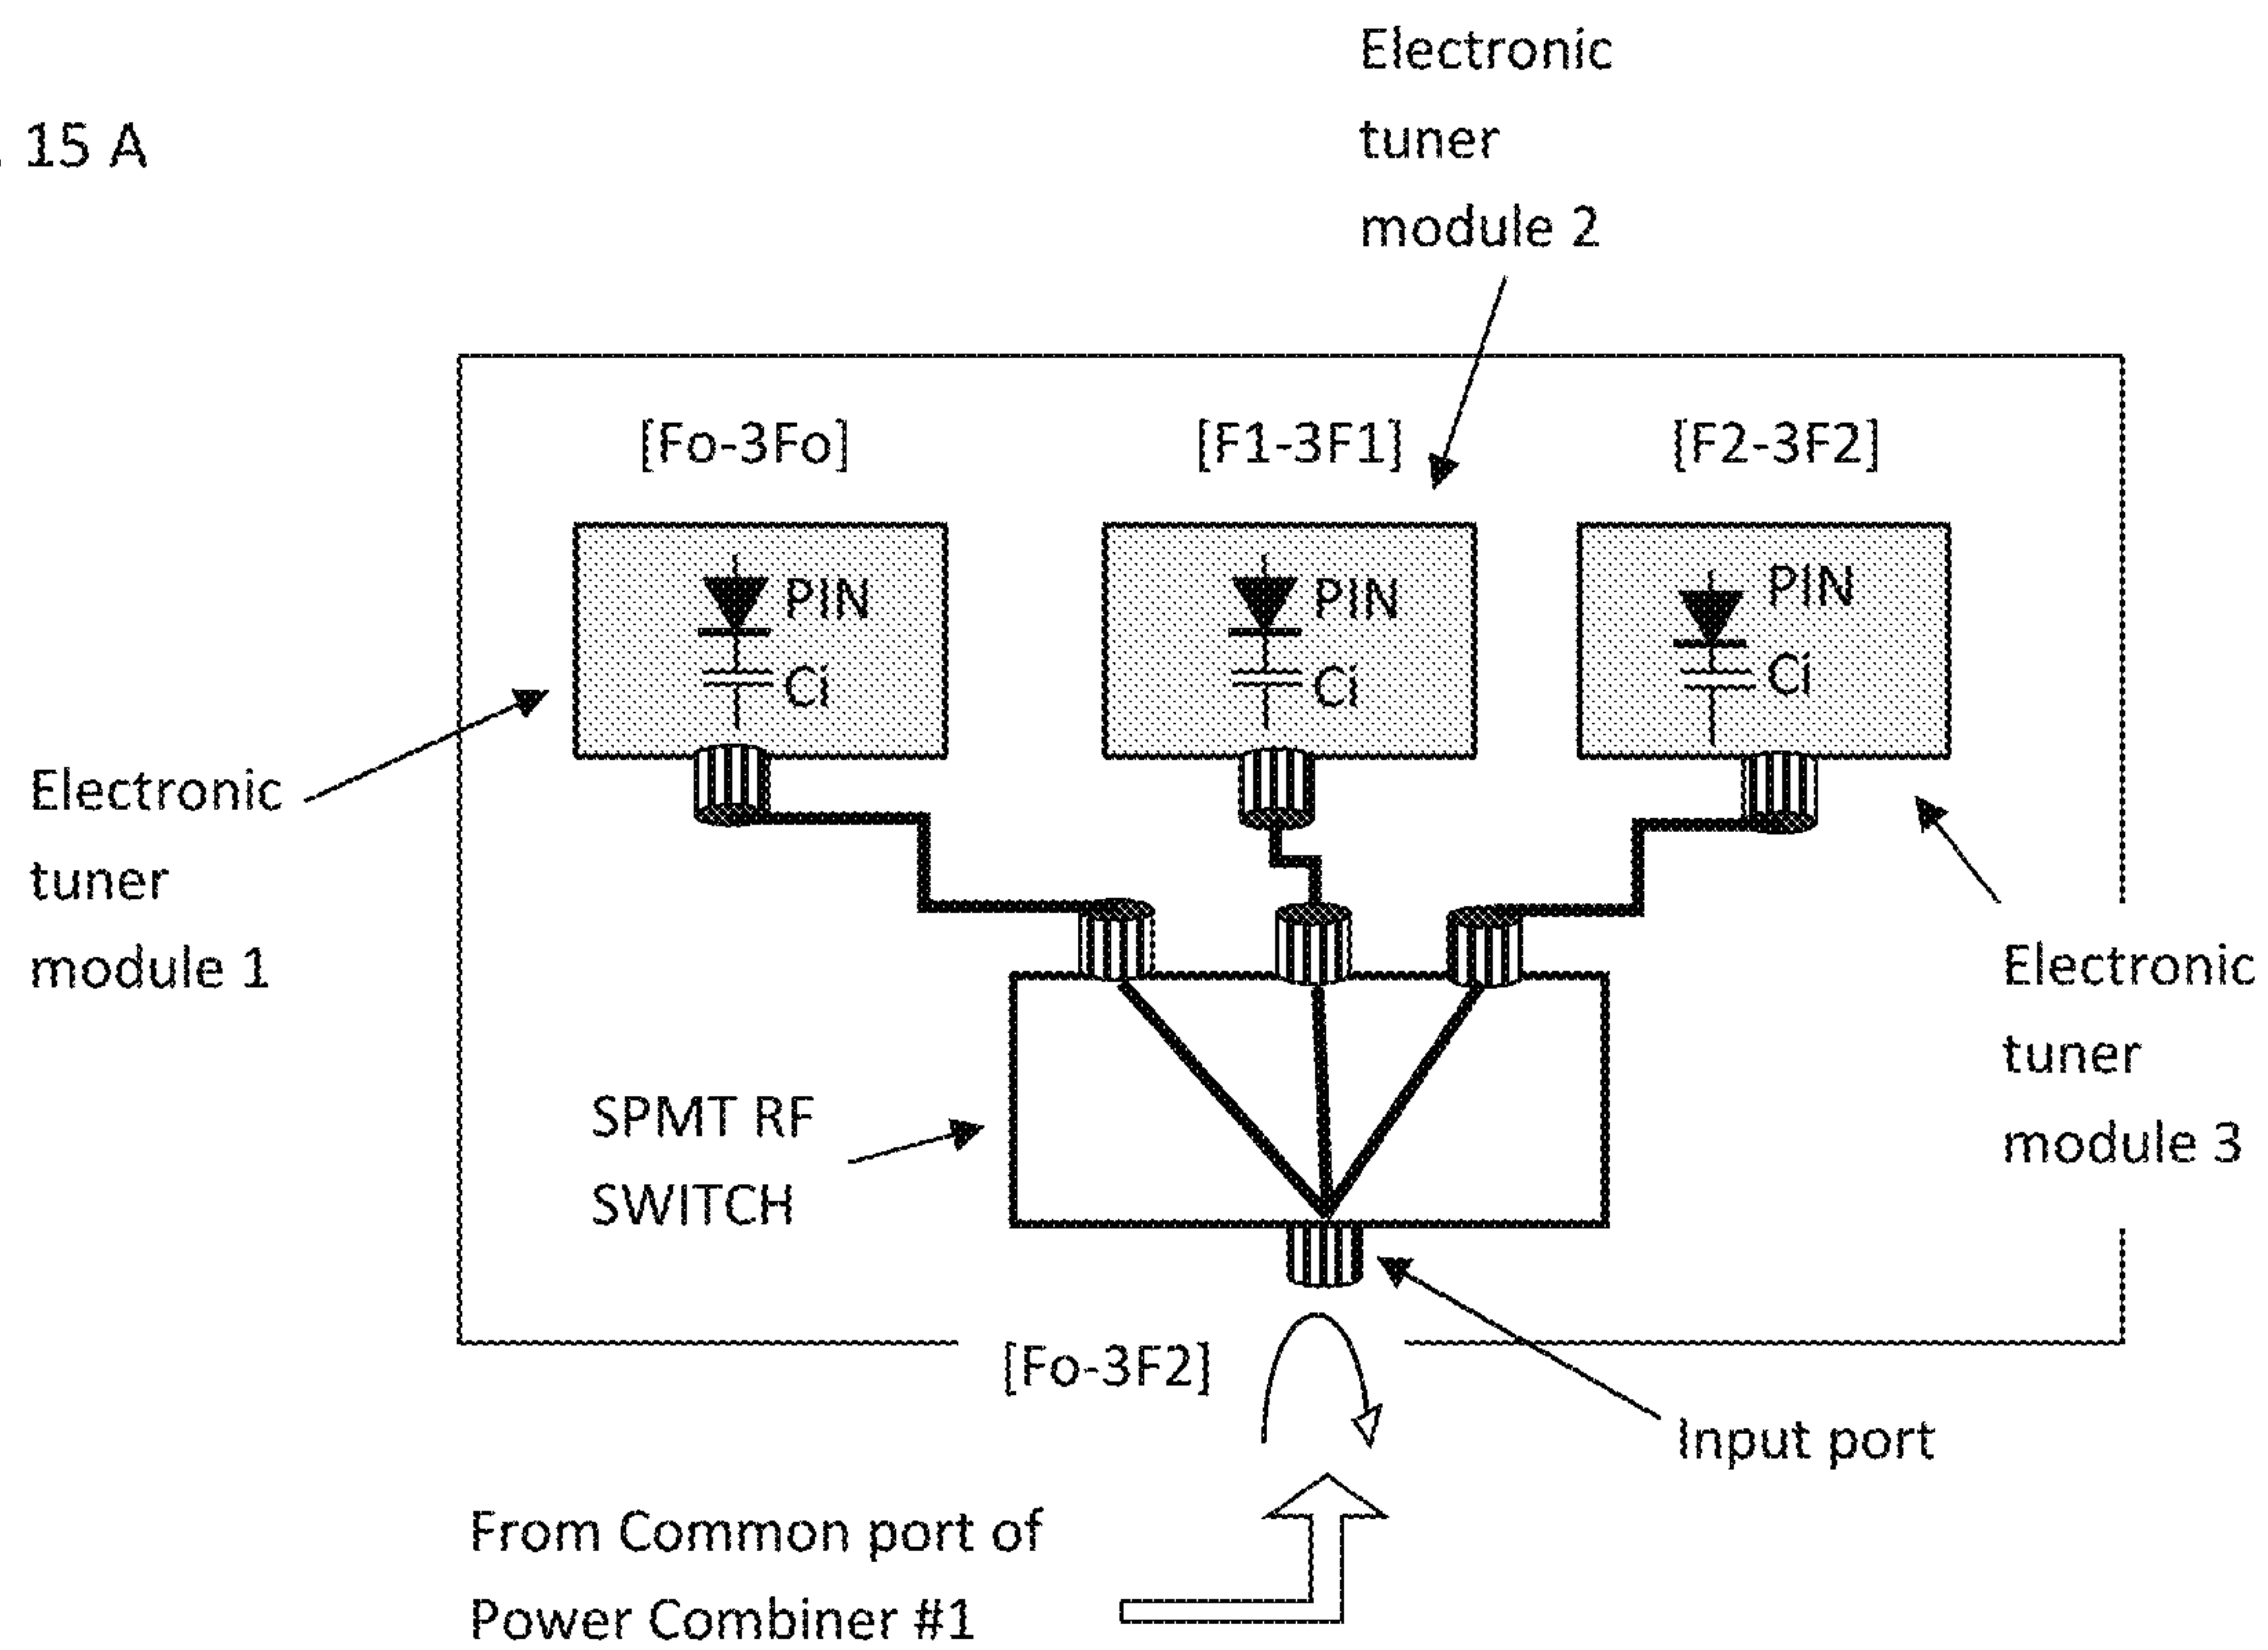 . 15 A
Electronic
tuner
module 2
[Fo-3Fo]
[F1-3F1]
[F2-3F2]
PIN
Ci
PIN
Ci
PIN
Ci
Electronic
tuner
module 1
Electronic
tuner
module 3
SPMT RF
SWITCH
[Fo-3F2]
Input port
From Common port of
Power Combiner #1